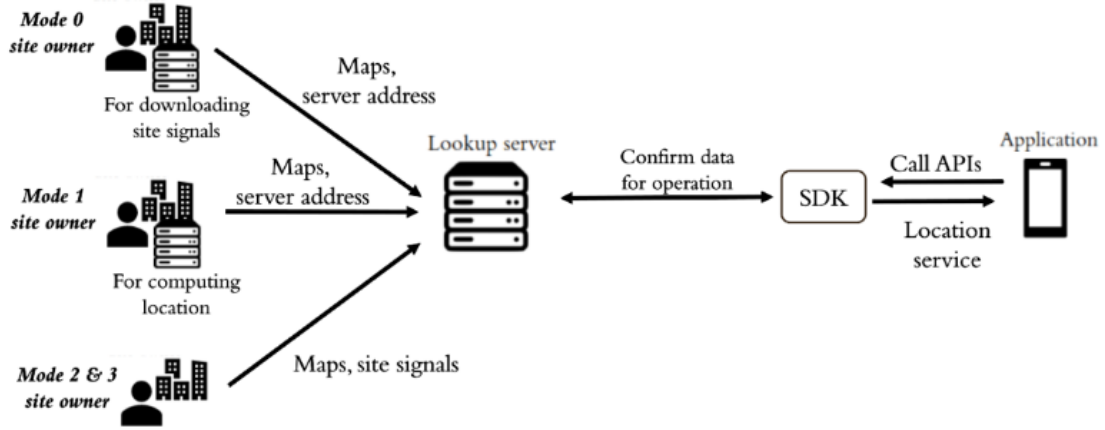 Mode 0
site owner
For downloading
site signals
Maps,
server address
Mode 1
site owner
For computing
location
Maps,
server address
Mode 2 & 3
site owner
Maps, site signals
Lookup server
Confirm data
for operation
SDK
Call APIs
Location
service
Application